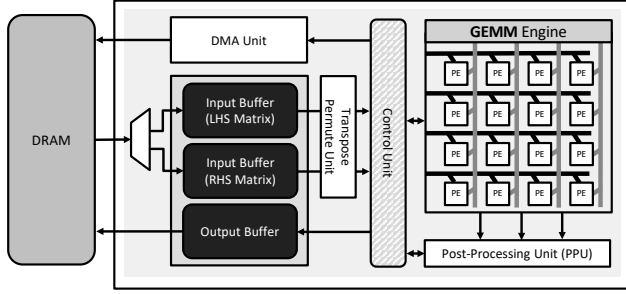 DRAM
DMA Unit
Input Buffer
(LHS Matrix)
Input Buffer
(RHS Matrix)
Output Buffer
Transpose
Permute Unit
Control Unit
GEMM Engine
PE PE PE PE
PE PE PE PE
PE PE PE PE
PE PE PE PE
Post-Processing Unit (PPU)